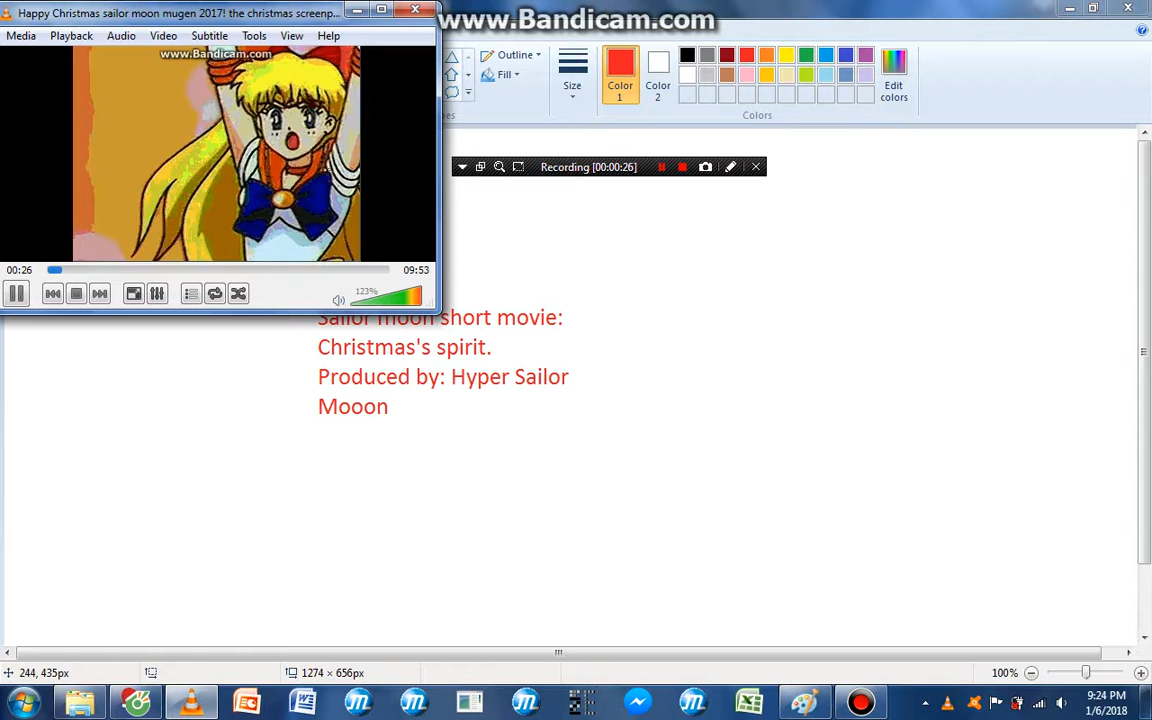 Happy Christmas sailor moon mugen 2017! the christmas screenp...
www.Bandicam.com
Media Playback Audio Video Subtitle Tools View Help
www.Bandicam.com
Outline
Fill
Size
Color 1
Color 2
Edit colors
Colors
Recording [00:00:26]
00:26
09:53
123%
Sailor moon short movie:
Christmas's spirit.
Produced by: Hyper Sailor
Mooon
244, 435px
1274 × 656px
100%
9:24 PM
1/6/2018